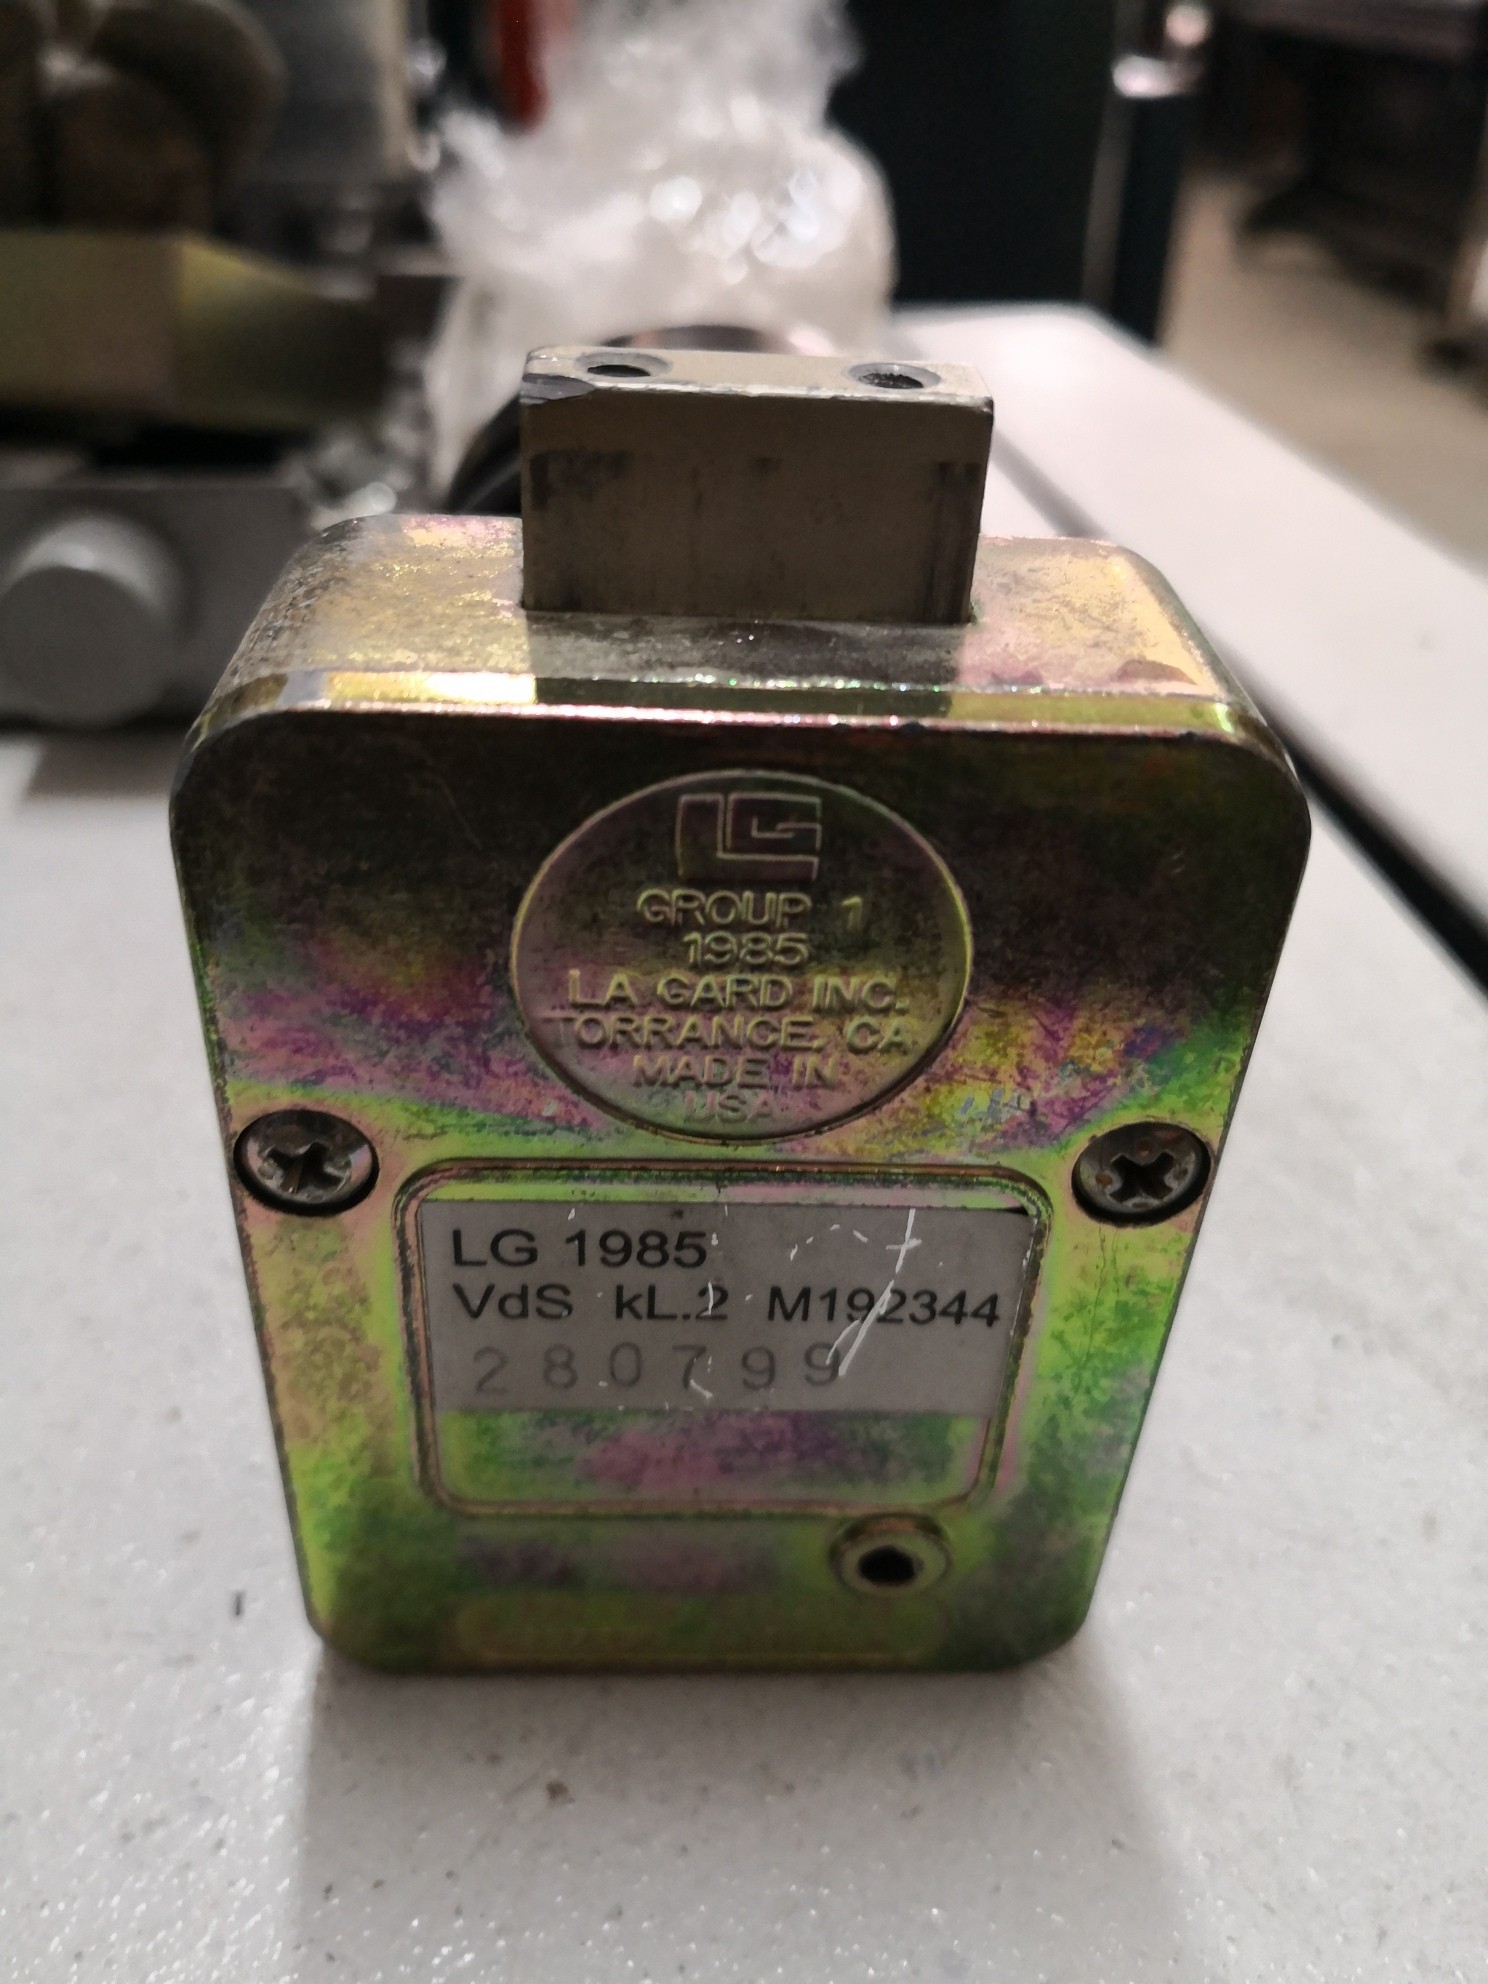 LG
GROUP 1
1985
LA GARD INC.
TORRANCE, CA
MADE IN
USA
LG 1985
VdS kL.2 M192344
280799